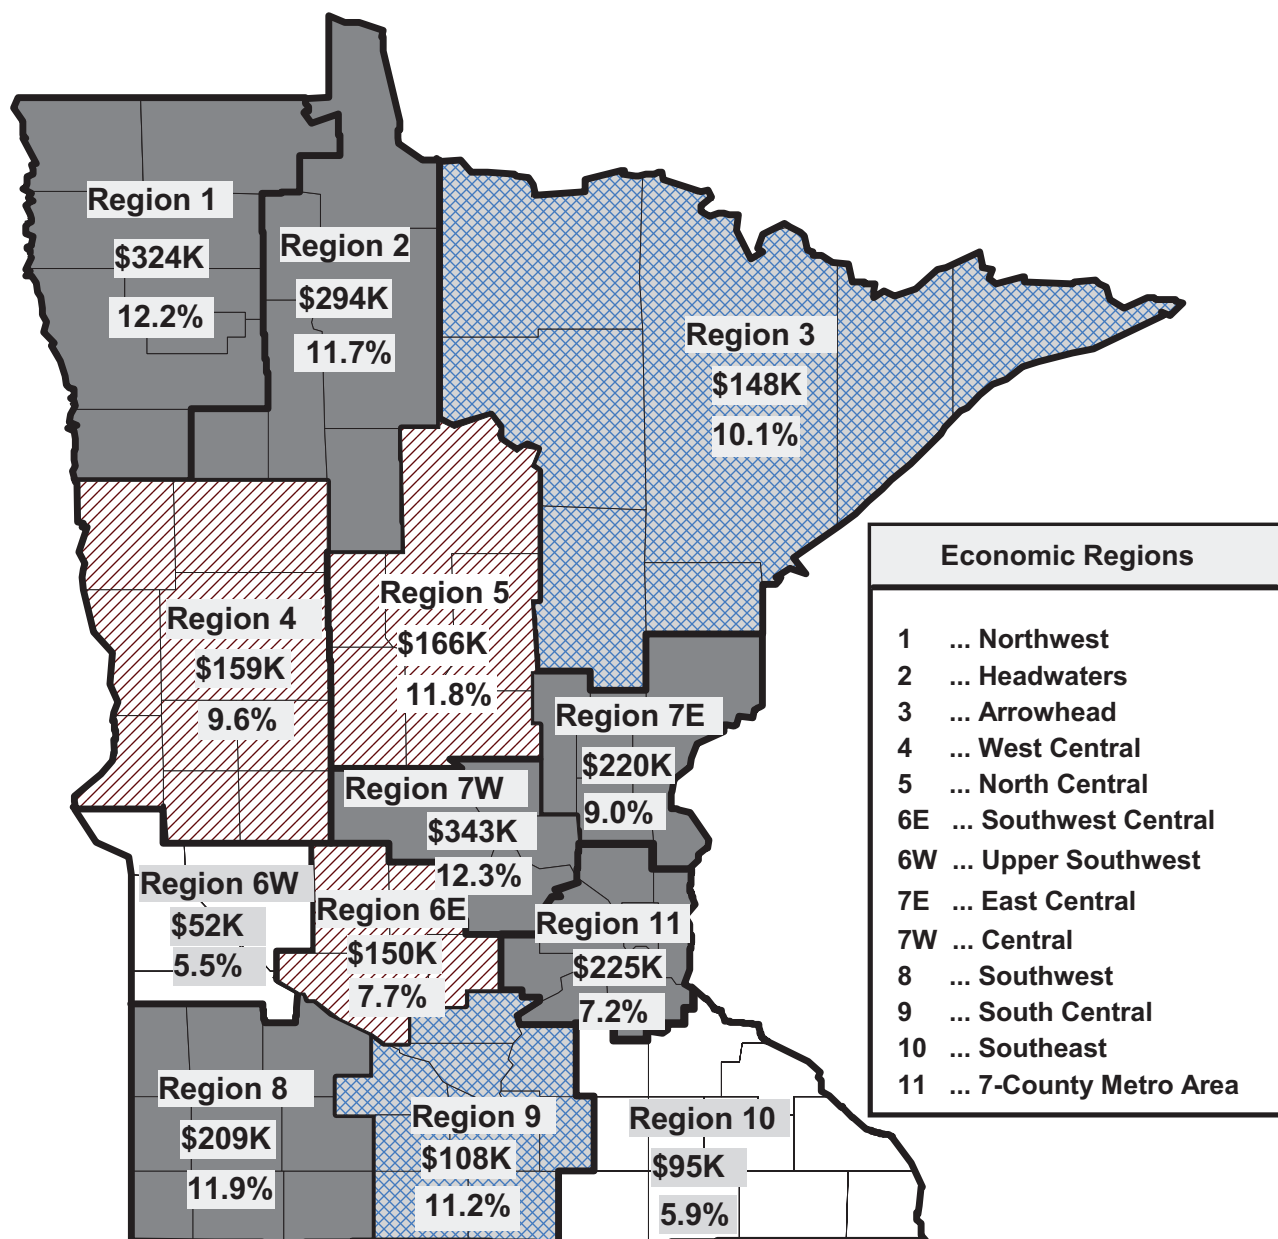 Region 1
$324K
12.2%
Region 2
$294K
11.7%
Region 3
$148K
10.1%
Region 4
$159K
9.6%
Region 5
$166K
11.8%
Region 7E
$220K
9.0%
Region 7W
$343K
12.3%
Region 6W
$52K
5.5%
Region 6E
$150K
7.7%
Region 11
$225K
7.2%
Region 8
$209K
11.9%
Region 9
$108K
11.2%
Region 10
$95K
5.9%
Economic Regions
1 ... Northwest
2 ... Headwaters
3 ... Arrowhead
4 ... West Central
5 ... North Central
6E ... Southwest Central
6W ... Upper Southwest
7E ... East Central
7W ... Central
8 ... Southwest
9 ... South Central
10 ... Southeast
11 ... 7-County Metro Area